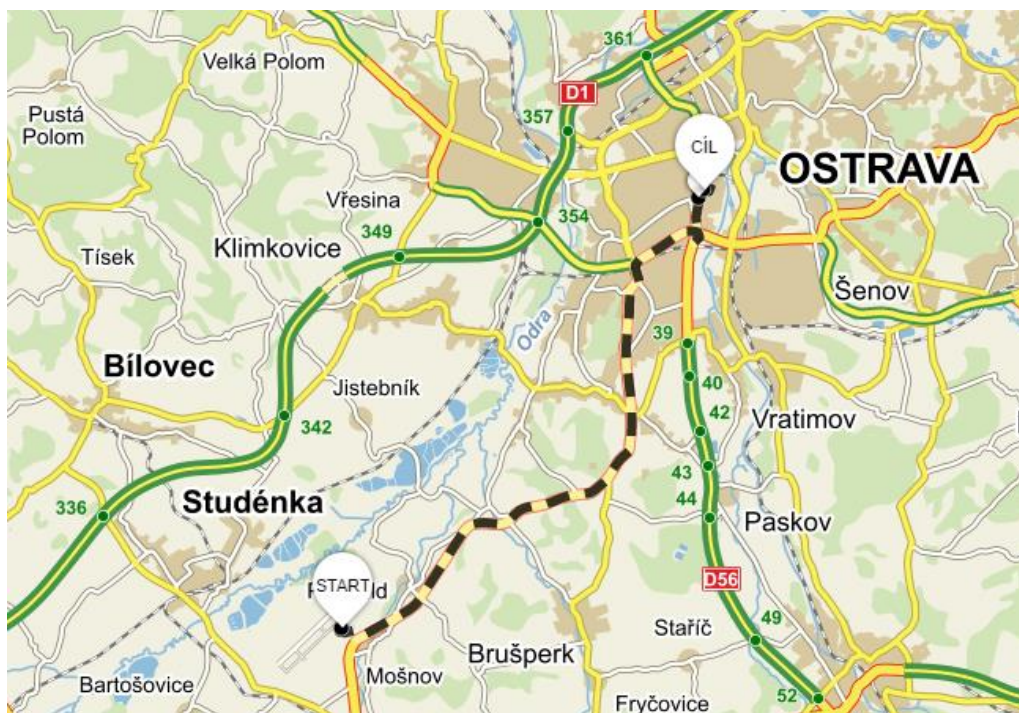 361
Velká Polom
D1
Pustá
Polom
357
CÍL
OSTRAVA
Vřesina
354
349
Klimkovice
Tísek
Šenov
Odra
39
Bílovec
Jistebník
40
342
42
Vratimov
43
336
Studénka
44
Paskov
START
ld
D56
49
Staříč
Brušperk
Mošnov
Bartošovice
52
Fryčovice